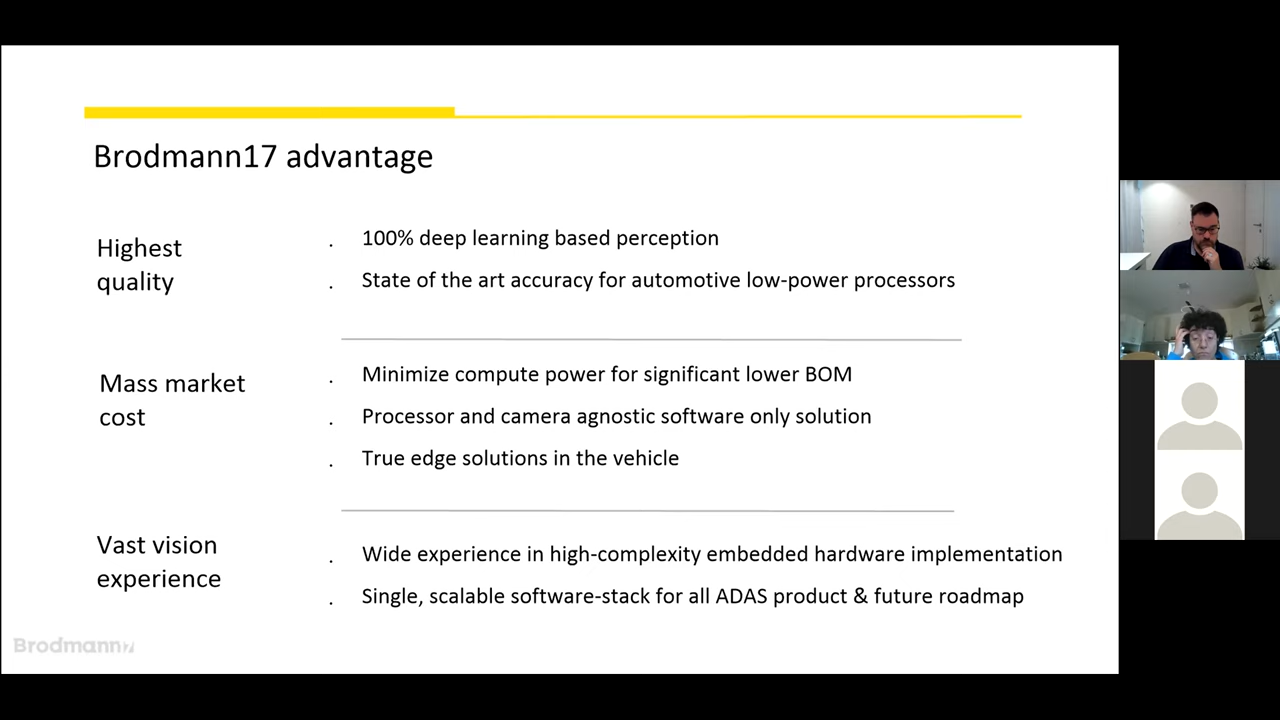 Brodmann17 advantage
Highest
quality
. 100% deep learning based perception
. State of the art accuracy for automotive low-power processors
Mass market
cost
. Minimize compute power for significant lower BOM
. Processor and camera agnostic software only solution
. True edge solutions in the vehicle
Vast vision
experience
. Wide experience in high-complexity embedded hardware implementation
. Single, scalable software-stack for all ADAS product & future roadmap
Brodmann17